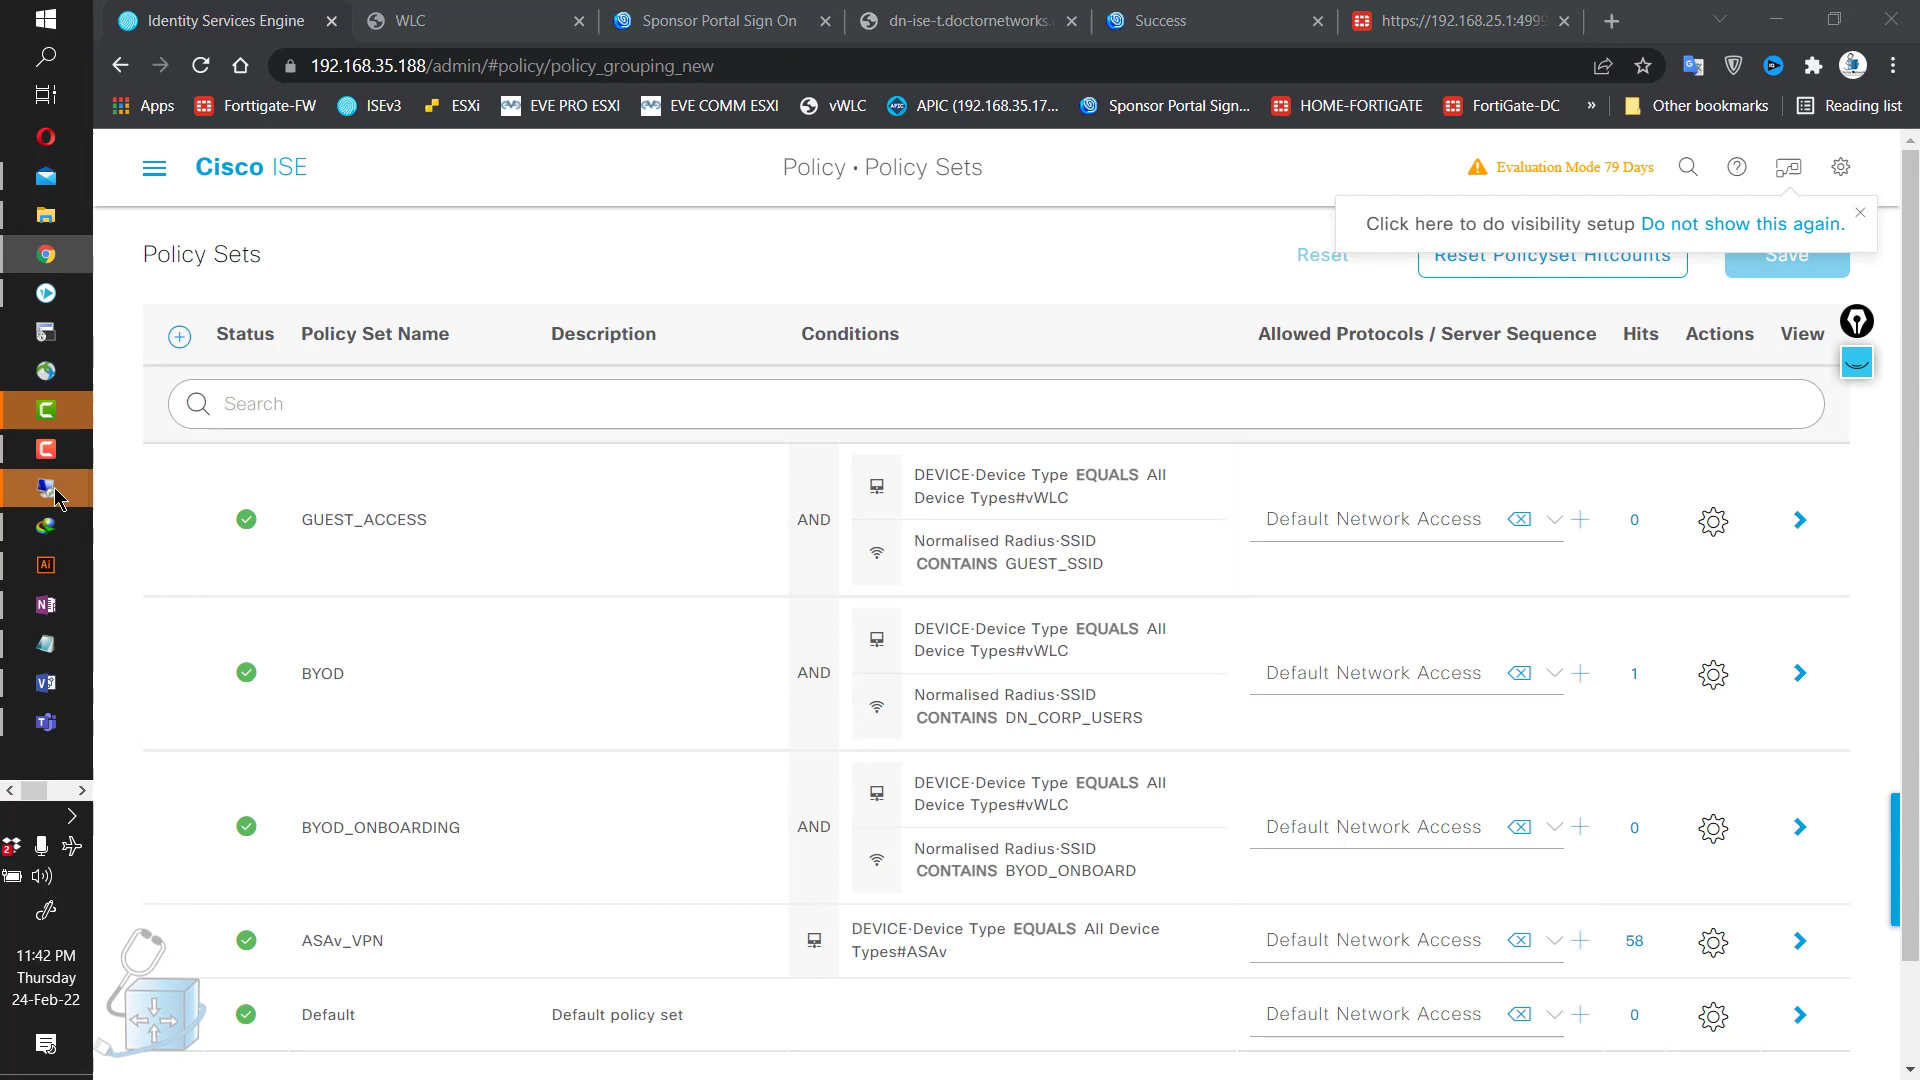 Identity Services Engine
WLC
Sponsor Portal Sign On
dn-ise-t.doctornetworks.
Success
https://192.168.25.1:4999
192.168.35.188/admin/#policy/policy_grouping_new
Apps
Forttigate-FW
ISEv3
ESXi
EVE PRO ESXI
EVE COMM ESXI
vWLC
APIC (192.168.35.17...
Sponsor Portal Sign...
HOME-FORTIGATE
FortiGate-DC
»
Other bookmarks
Reading list
Cisco ISE
Policy · Policy Sets
Evaluation Mode 79 Days
Click here to do visibility setup Do not show this again.
Policy Sets
Reset
Reset Policyset Hitcounts
Save
Status
Policy Set Name
Description
Conditions
Allowed Protocols / Server Sequence
Hits
Actions
View
Search
GUEST_ACCESS
AND
DEVICE·Device Type EQUALS All
Device Types#vWLC
Normalised Radius·SSID
CONTAINS GUEST_SSID
Default Network Access
0
BYOD
AND
DEVICE·Device Type EQUALS All
Device Types#vWLC
Normalised Radius·SSID
CONTAINS DN_CORP_USERS
Default Network Access
1
BYOD_ONBOARDING
AND
DEVICE·Device Type EQUALS All
Device Types#vWLC
Normalised Radius·SSID
CONTAINS BYOD_ONBOARD
Default Network Access
0
ASAv_VPN
DEVICE·Device Type EQUALS All Device
Types#ASAv
Default Network Access
58
Default
Default policy set
Default Network Access
0
Ai
2
11:42 PM
Thursday
24-Feb-22